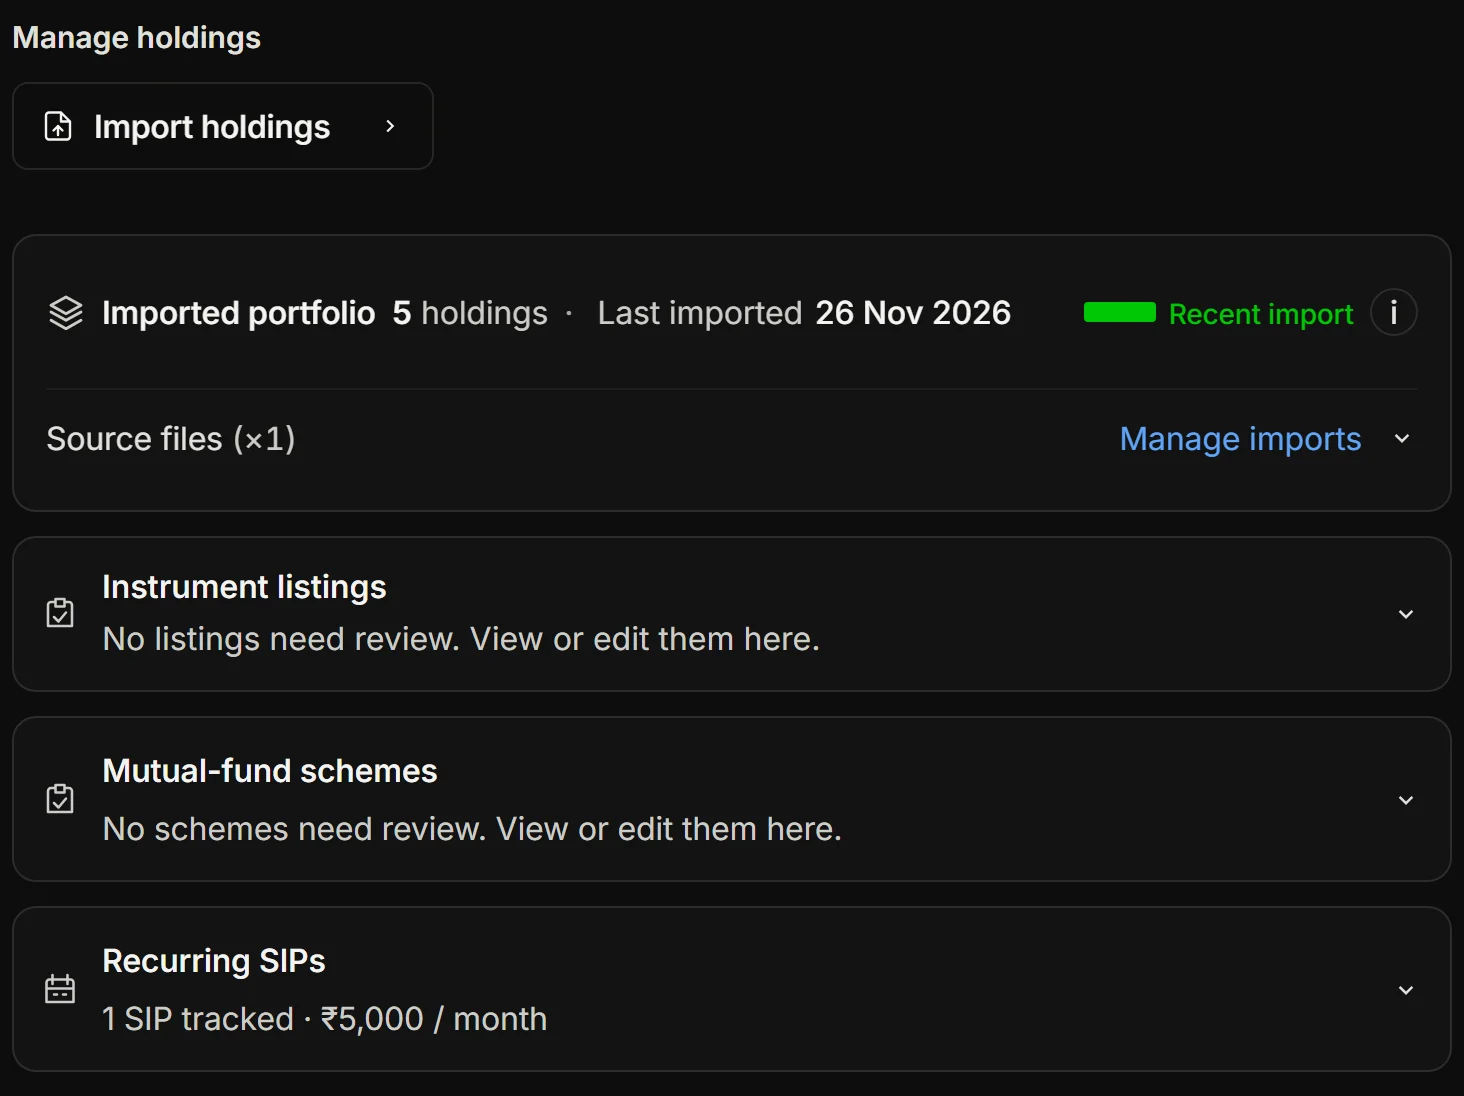 Manage holdings
Import holdings
Imported portfolio 5 holdings · Last imported 26 Nov 2026 Recent import i
Source files (×1) Manage imports
Instrument listings
No listings need review. View or edit them here.
Mutual-fund schemes
No schemes need review. View or edit them here.
Recurring SIPs
1 SIP tracked · ₹5,000 / month